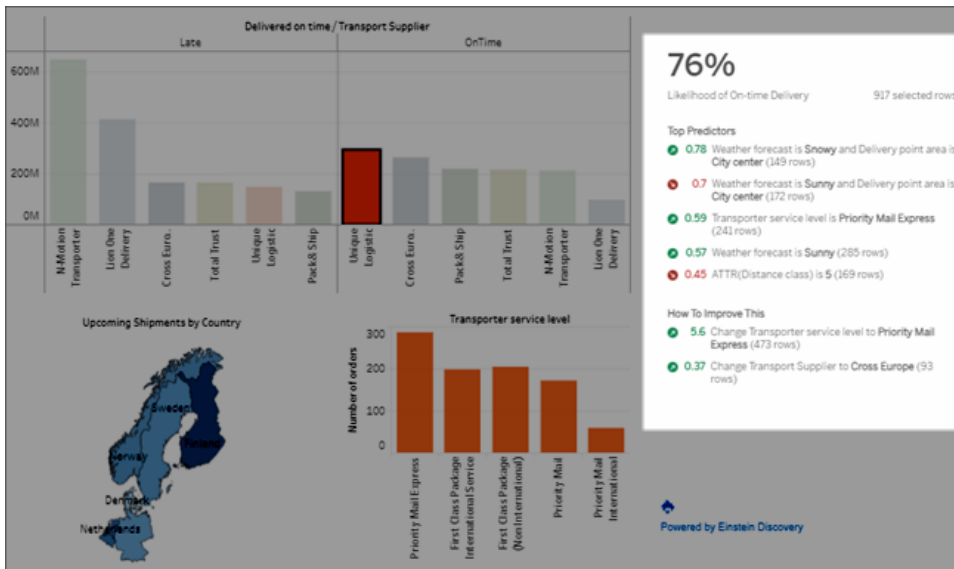 Delivered on time / Transport Supplier
Late
OnTime
600M
400M
200M
0M
N-Motion
Transporter
Lion One
Delivrery
Cross Euro..
Total Trust
Unique
Logistic
Pack& Ship
Unique
Logistic
Cross Euro..
Pack& Ship
Total Trust
N-Motion
Transporter
Lion One
Delivrery
76%
Likelihood of On-time Delivery
917 selected rows
Top Predictors
0.78 Weather forecast is Snowy and Delivery point area is
City center (149 rows)
0.7 Weather forecast is Sunny and Delivery point area is
City center (172 rows)
0.59 Transporter service level is Priority Mail Express
(241 rows)
0.57 Weather forecast is Sunny (285 rows)
0.45 ATTR(Distance class) is 5 (169 rows)
How To Improve This
5.6 Change Transporter service level to Priority Mail
Express (473 rows)
0.37 Change Transport Supplier to Cross Europe (93
rows)
Upcoming Shipments by Country
Sweden
Finland
Norway
Denmark
Netherlands
Transporter service level
Number of orders
300
200
100
0
Priority Mail Express
First Class Package
International Service
First Class Package
(Non International)
Priority Mail
Priority Mail
International
Powered by Einstein Discovery